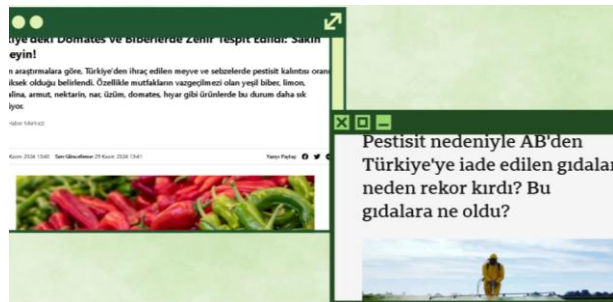 iye'deki Domates ve Biberlerde Zehir Tespit Edildi: Sakın
eyin!
n araştırmalara göre, Türkiye'den ihraç edilen meyve ve sebzelerde pestisit kalıntısı oranı
iksek olduğu belirlendi. Özellikle mutfakların vazgeçilmezi olan yeşil biber, limon,
alina, armut, nektarin, nar, üzüm, domates, hıyar gibi ürünlerde bu durum daha sık
iyor.
Haber Merkezi
Kasım 2024 13:40 Son Güncelleme 29 Kasım 2024 13:41
Yazıyı Paylaş
Pestisit nedeniyle AB'den
Türkiye'ye iade edilen gıdalar
neden rekor kırdı? Bu
gıdalara ne oldu?